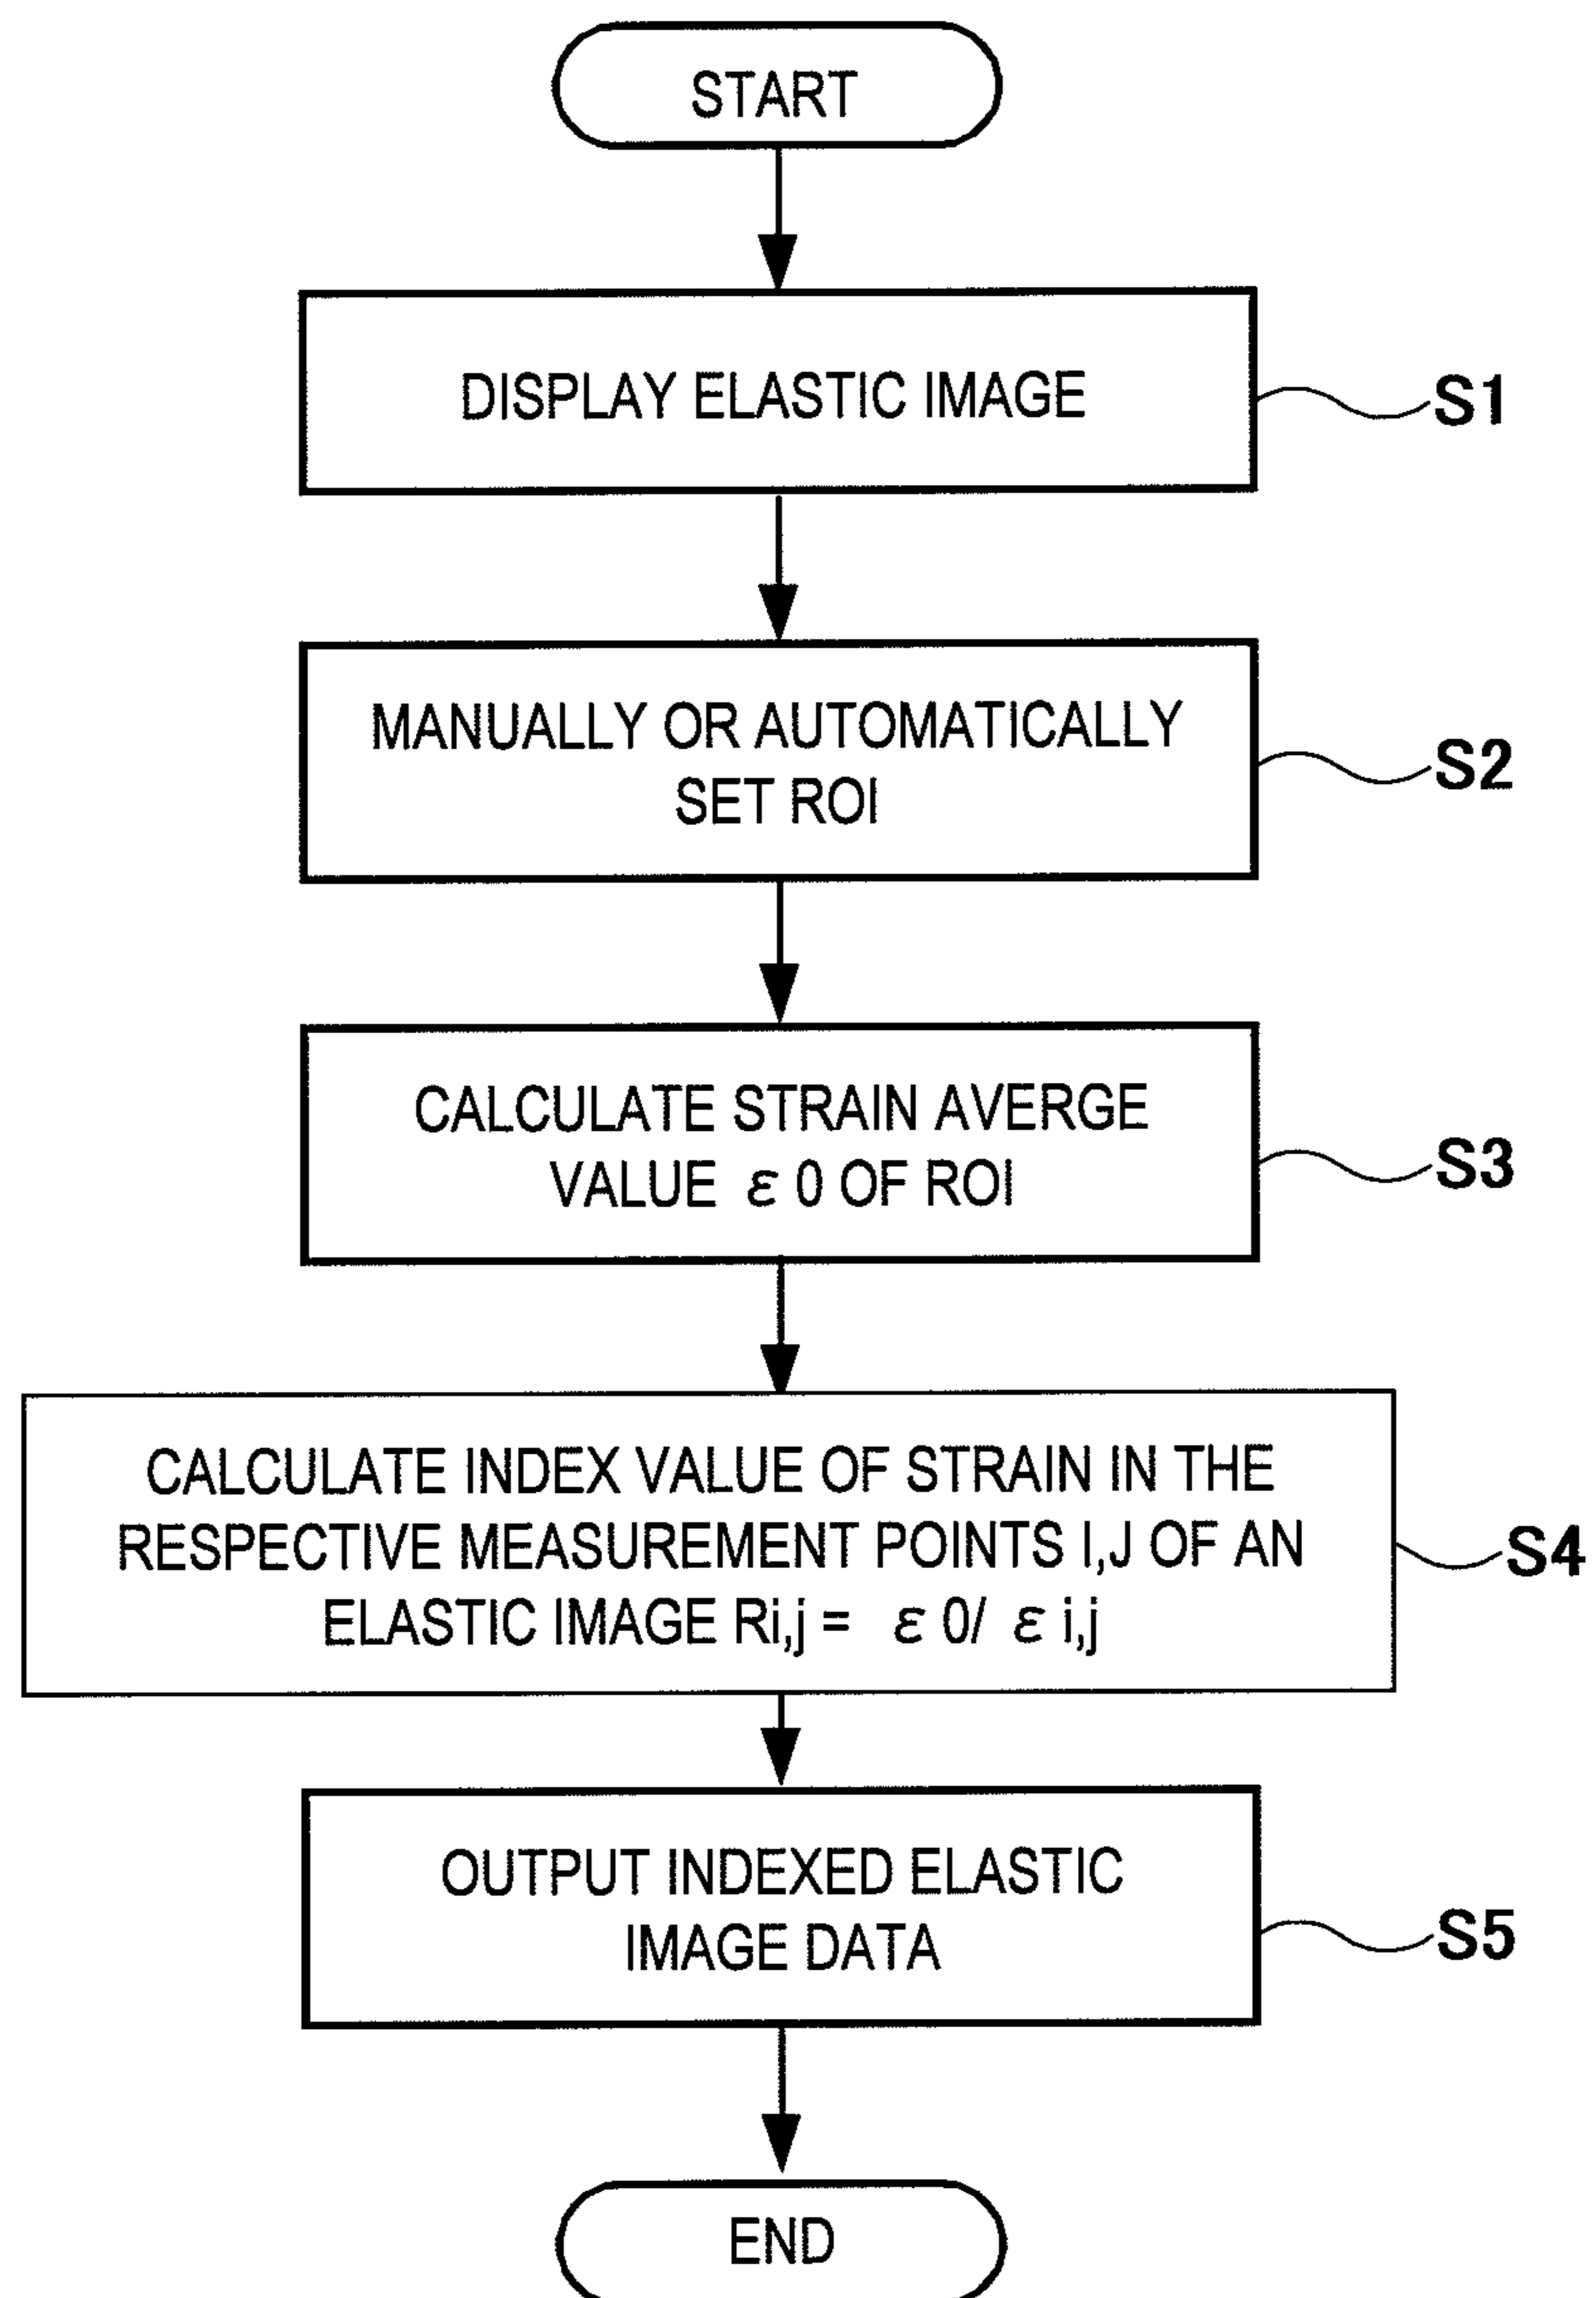 START
DISPLAY ELASTIC IMAGE
S1
MANUALLY OR AUTOMATICALLY
SET ROI
S2
CALCULATE STRAIN AVERGE
VALUE ε 0 OF ROI
S3
CALCULATE INDEX VALUE OF STRAIN IN THE
RESPECTIVE MEASUREMENT POINTS I,J OF AN
ELASTIC IMAGE Ri,j = ε 0/ ε i,j
S4
OUTPUT INDEXED ELASTIC
IMAGE DATA
S5
END